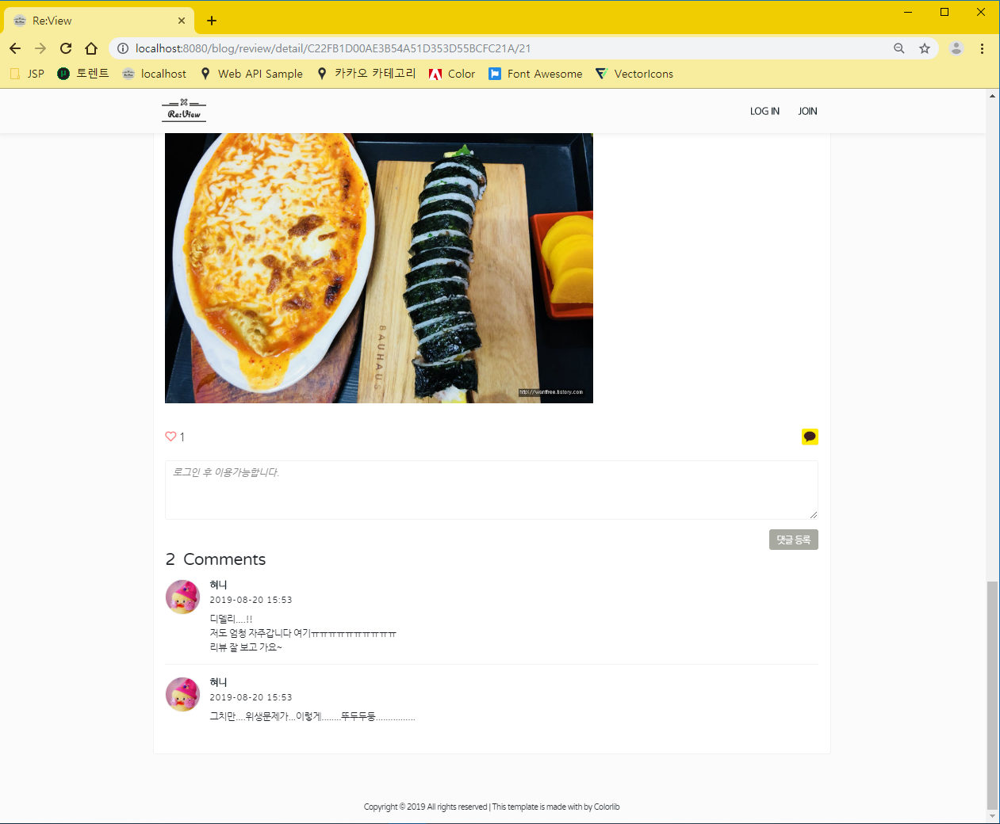 Re:View
localhost:8080/blog/review/detail/C22FB1D00AE3B54A51D353D55BCFC21A/21
JSP 토렌트 localhost Web API Sample 카카오 카테고리 Color Font Awesome VectorIcons
Re:View LOG IN JOIN
BAUHAUS
http://wentfree.tistory.com
1
로그인 후 이용가능합니다.
댓글 등록
2 Comments
혀니
2019-08-20 15:53
디델리....!!
저도 엄청 자주갑니다 여기ㅠㅠㅠㅠㅠㅠㅠㅠㅠㅠ
리뷰 잘 보고 가요~
혀니
2019-08-20 15:53
그치만....위생문제가...이렇게........뚜두두둥................
Copyright © 2019 All rights reserved | This template is made with by Colorlib